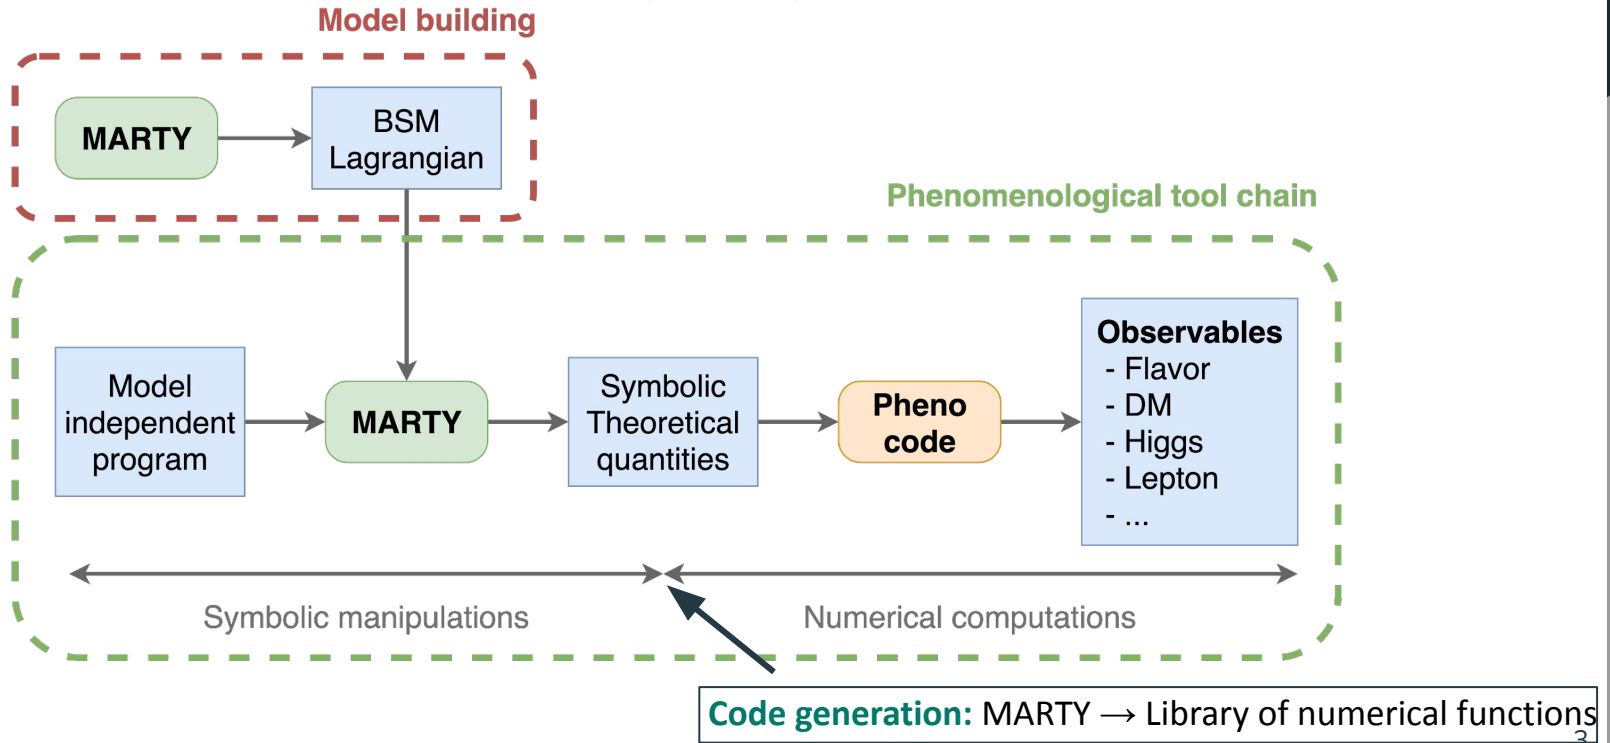 Model building
MARTY
BSM
Lagrangian
Phenomenological tool chain
Model
independent
program
MARTY
Symbolic
Theoretical
quantities
Pheno
code
Observables
- Flavor
- DM
- Higgs
- Lepton
- ...
Symbolic manipulations
Numerical computations
Code generation: MARTY → Library of numerical functions
3